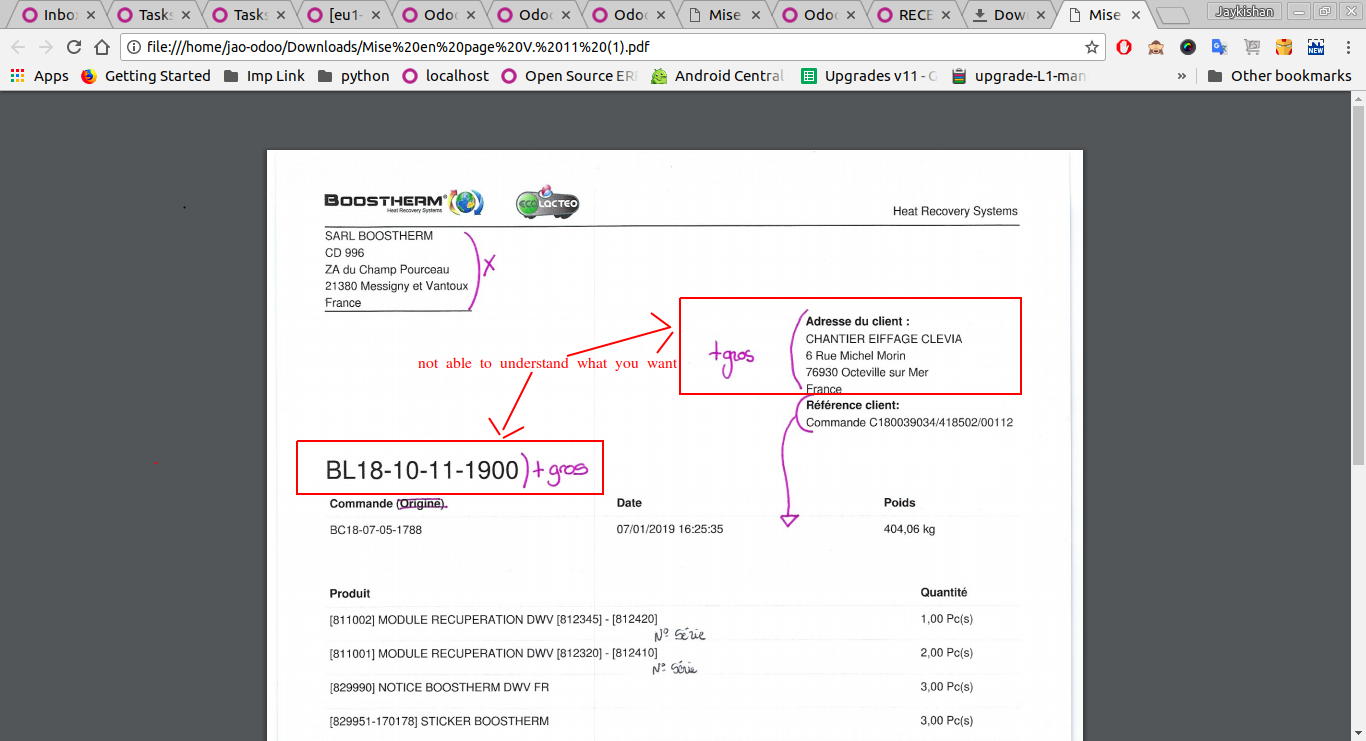 Inbo
Task
Task
[eu1-
Odoo
Odoo
Odoo
Mise
Odoo
RECE
Dow
Mise
Jaykishan
file:///home/jao-odoo/Downloads/Mise%20en%20page%20V.%2011%20(1).pdf
NEW
Apps
Getting Started
Imp Link
python
localhost
Open Source ER
Android Central
Upgrades v11 - G
upgrade-L1-man
»
Other bookmarks
BOOSTHERM®
Heat Recovery Systems
ECO LACTEO
Heat Recovery Systems
SARL BOOSTHERM
CD 996
ZA du Champ Pourceau
21380 Messigny et Vantoux
France
X
Adresse du client :
CHANTIER EIFFAGE CLEVIA
+gros
6 Rue Michel Morin
not able to understand what you want
76930 Octeville sur Mer
France
Référence client:
Commande C180039034/418502/00112
BL18-10-11-1900 + gros
Commande (Origine). Date Poids
BC18-07-05-1788 07/01/2019 16:25:35 404,06 kg
Produit Quantité
[811002] MODULE RECUPERATION DWV [812345] - [812420] 1,00 Pc(s)
N° Série
[811001] MODULE RECUPERATION DWV [812320] - [812410] 2,00 Pc(s)
N° Série
[829990] NOTICE BOOSTHERM DWV FR 3,00 Pc(s)
[829951-170178] STICKER BOOSTHERM 3,00 Pc(s)